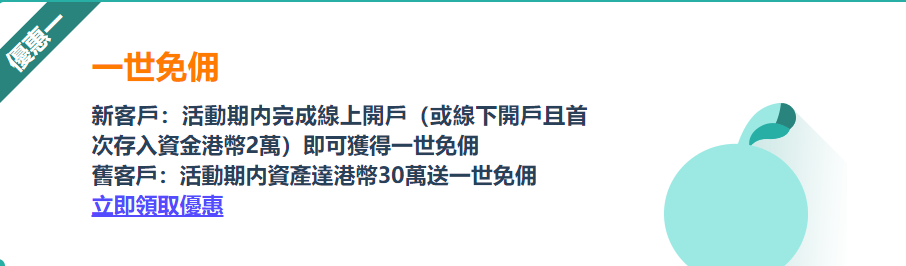 優惠一
一世免佣
新客戶：活動期內完成線上開戶（或線下開戶且首
次存入資金港幣2萬）即可獲得一世免佣
舊客戶：活動期内資產達港幣30萬送一世免佣
立即領取優惠